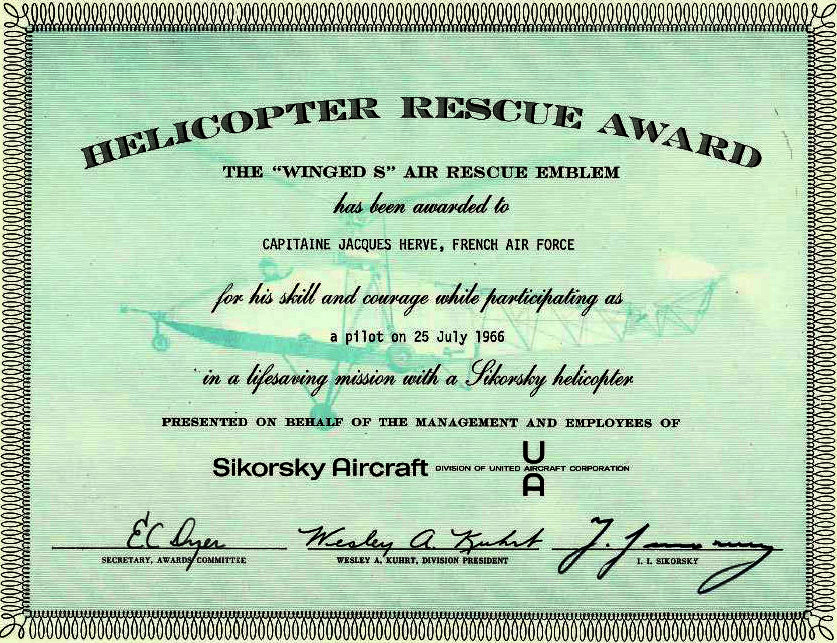 HELICOPTER RESCUE AWARD
THE "WINGED S" AIR RESCUE EMBLEM
has been awarded to
CAPITAINE JACQUES HERVE, FRENCH AIR FORCE
for his skill and courage while participating as
a pilot on 25 July 1966
in a lifesaving mission with a Sikorsky helicopter
PRESENTED ON BEHALF OF THE MANAGEMENT AND EMPLOYEES OF
Sikorsky Aircraft DIVISION OF UNITED AIRCRAFT CORPORATION
U
A
EC Dyer Wesley A. Kuhrt
SECRETARY, AWARDS COMMITTEE WESLEY A. KUHRT, DIVISION PRESIDENT I. I. SIKORSKY